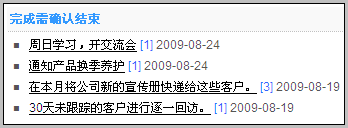 完成需确认结束
周日学习，开交流会 [1] 2009-08-24
通知产品换季养护 [1] 2009-08-24
在本月将公司新的宣传册快递给这些客户。 [3] 2009-08-19
30天未跟踪的客户进行逐一回访。 [1] 2009-08-19